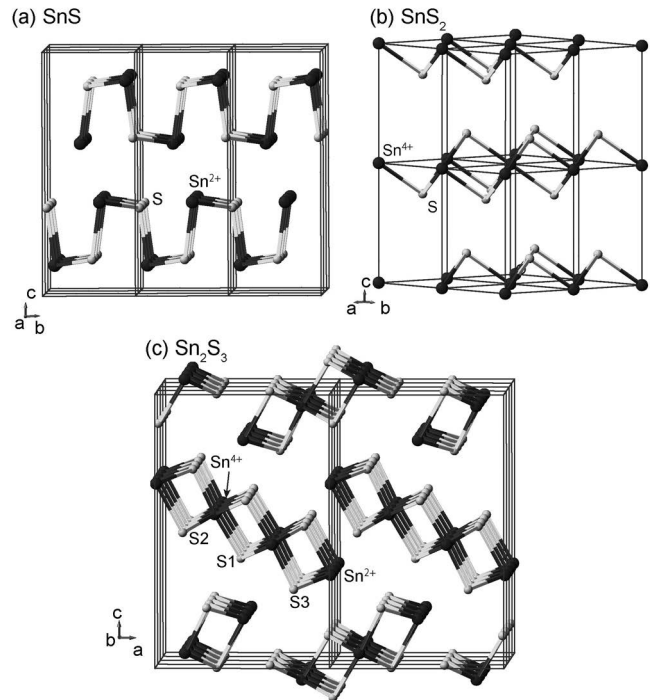 (a) SnS
Sn²⁺
S
c
a b
(b) SnS₂
Sn⁴⁺
S
c
a b
(c) Sn₂S₃
Sn⁴⁺
S2
S1
Sn²⁺
S3
c
b a